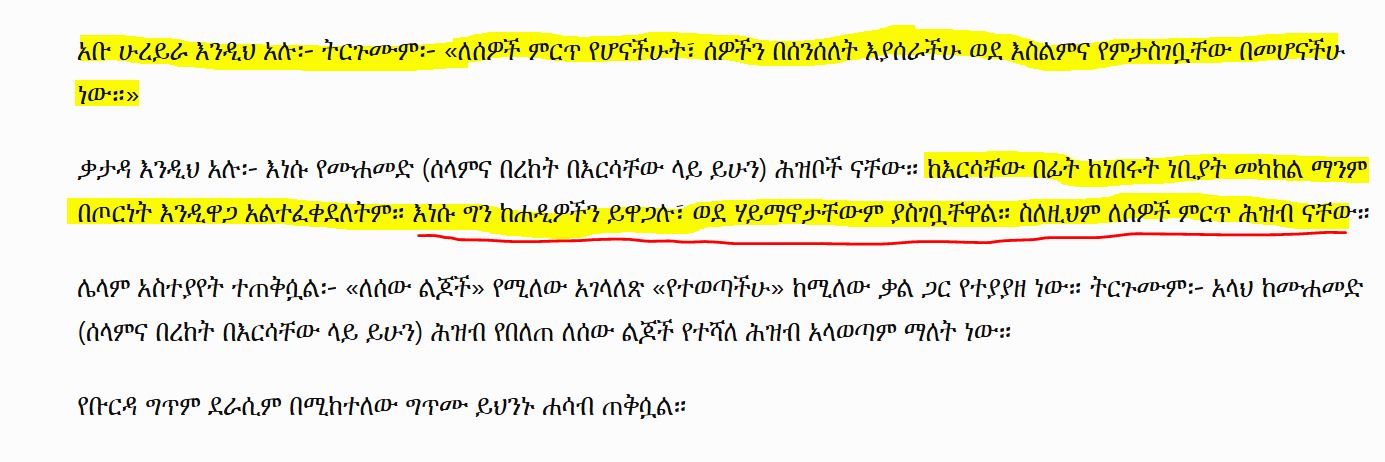 አቡ ሁረይራ እንዲህ አሉ፡- ትርጉሙም፡- «ለሰዎች ምርጥ የሆናችሁት፣ ሰዎችን በሰንሰለት እያሰራችሁ ወደ እስልምና የምታስገቧቸው በመሆናችሁ
ነው።»
ቃታዳ እንዲህ አሉ፡- እነሱ የሙሐመድ (ሰላምና በረከት በእርሳቸው ላይ ይሁን) ሕዝቦች ናቸው። ከእርሳቸው በፊት ከነበሩት ነቢያት መካከል ማንም
በጦርነት እንዲዋጋ አልተፈቀደለትም። እነሱ ግን ከሐዲዎችን ይዋጋሉ፣ ወደ ሃይማኖታቸውም ያስገቧቸዋል። ስለዚህም ለሰዎች ምርጥ ሕዝብ ናቸው።
ሌላም አስተያየት ተጠቅሷል፡- «ለሰው ልጆች» የሚለው አገላለጽ «የተወጣችሁ» ከሚለው ቃል ጋር የተያያዘ ነው። ትርጉሙም፡- አላህ ከሙሐመድ
(ሰላምና በረከት በእርሳቸው ላይ ይሁን) ሕዝብ የበለጠ ለሰው ልጆች የተሻለ ሕዝብ አላወጣም ማለት ነው።
የቡርዳ ግጥም ደራሲም በሚከተለው ግጥሙ ይህንኑ ሐሳብ ጠቅሷል።